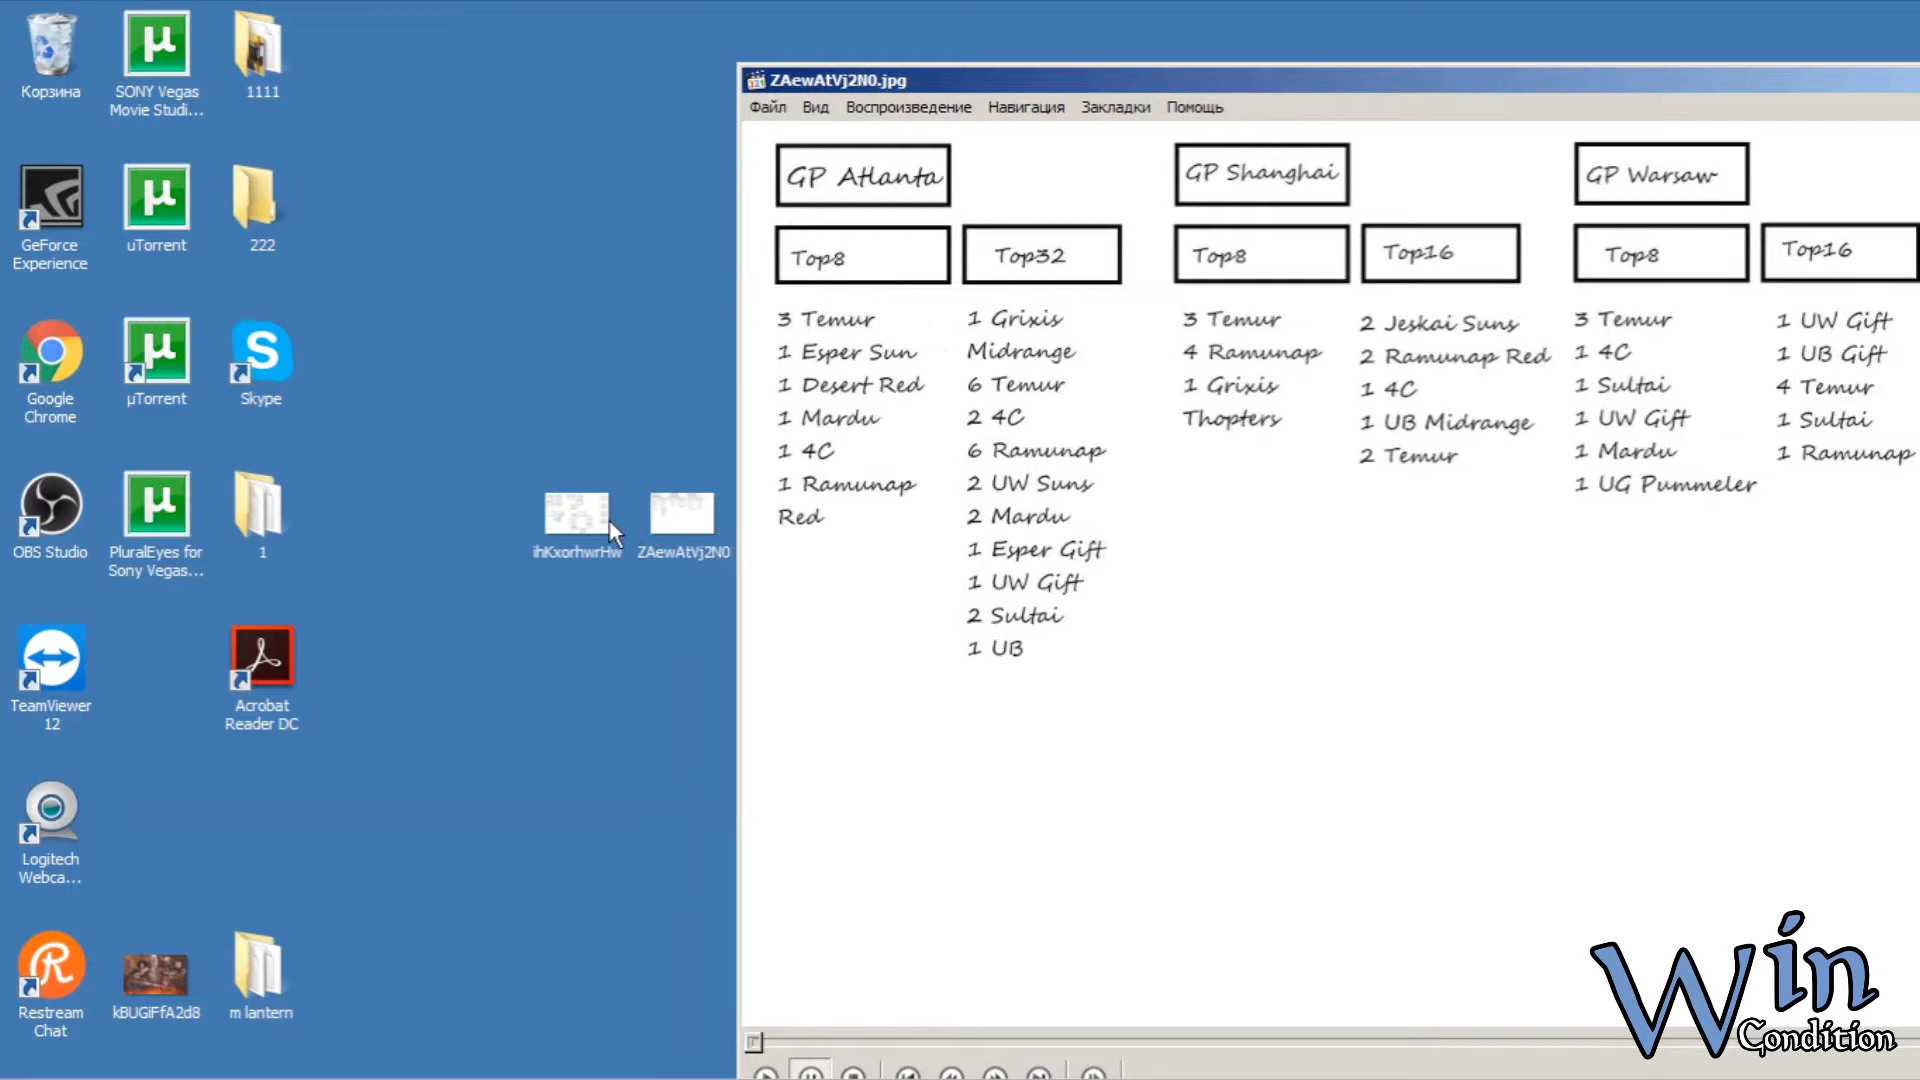 Корзина
SONY Vegas
Movie Studi...
1111
GeForce
Experience
uTorrent
222
Google
Chrome
µTorrent
Skype
OBS Studio
PluralEyes for
Sony Vegas...
1
TeamViewer
12
Acrobat
Reader DC
Logitech
Webca...
Restream
Chat
kBUGiFfA2d8
m lantern
ihKxorhwrHw
ZAewAtVj2N0
ZAewAtVj2N0.jpg
Файл Вид Воспроизведение Навигация Закладки Помощь
GP Atlanta
Top8
3 Temur
1 Esper Sun
1 Desert Red
1 Mardu
1 4C
1 Ramunap
Red
Top32
1 Grixis
Midrange
6 Temur
2 4C
6 Ramunap
2 UW Suns
2 Mardu
1 Esper Gift
1 UW Gift
2 Sultai
1 UB
GP Shanghai
Top8
3 Temur
4 Ramunap
1 Grixis
Thopters
Top16
2 Jeskai Suns
2 Ramunap Red
1 4C
1 UB Midrange
2 Temur
GP Warsaw
Top8
3 Temur
1 4C
1 Sultai
1 UW Gift
1 Mardu
1 UG Pummeler
Top16
1 UW Gift
1 UB Gift
4 Temur
1 Sultai
1 Ramunap
Win
Condition